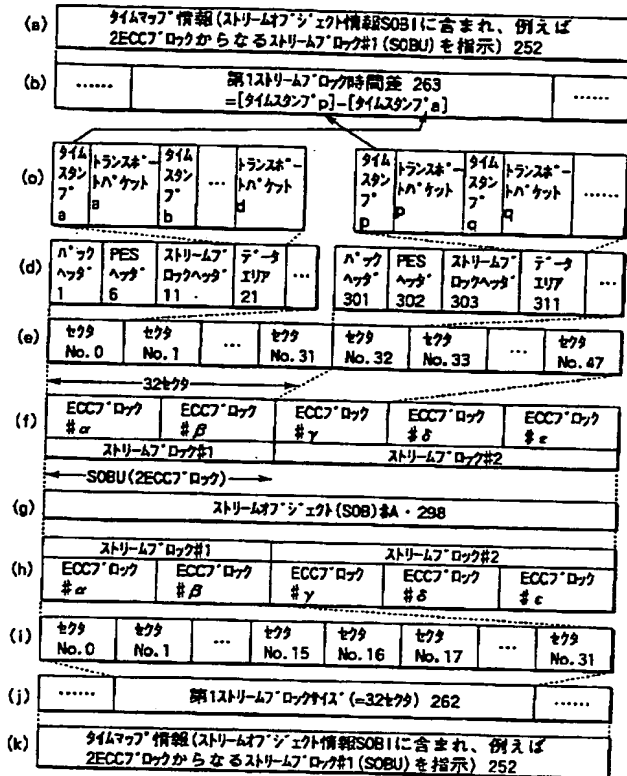 (a) タイムマップ情報(ストリームオブジェクト情報SOBIに含まれ、例えば
2ECCブロックからなるストリームブロック#1(SOBU)を指示) 252
(b) ...... 第1ストリームブロック時間差 263 ......
=[タイムスタンプp]-[タイムスタンプa]
(c) タイムスタンプa トランスポートパケットa タイムスタンプb ... トランスポートパケットd
タイムスタンプp トランスポートパケットp タイムスタンプq トランスポートパケットq ......
(d) パックヘッダ1 PESヘッダ6 ストリームブロックヘッダ11 データエリア21 ...
パックヘッダ301 PESヘッダ302 ストリームブロックヘッダ303 データエリア311 ...
(e) セクタNo.0 セクタNo.1 ... セクタNo.31 セクタNo.32 セクタNo.33 ... セクタNo.47
32セクタ
(f) ECCブロック#α ECCブロック#β ECCブロック#γ ECCブロック#δ ECCブロック#ε
ストリームブロック#1 ストリームブロック#2
SOBU(2ECCブロック)
(g) ストリームオブジェクト(SOB)#A・298
ストリームブロック#1 ストリームブロック#2
(h) ECCブロック#α ECCブロック#β ECCブロック#γ ECCブロック#δ ECCブロック#ε
(i) セクタNo.0 セクタNo.1 ... セクタNo.15 セクタNo.16 セクタNo.17 ... セクタNo.31
(j) ...... 第1ストリームブロックサイズ(=32セクタ) 262 ......
(k) タイムマップ情報(ストリームオブジェクト情報SOBIに含まれ、例えば
2ECCブロックからなるストリームブロック#1(SOBU)を指示) 252